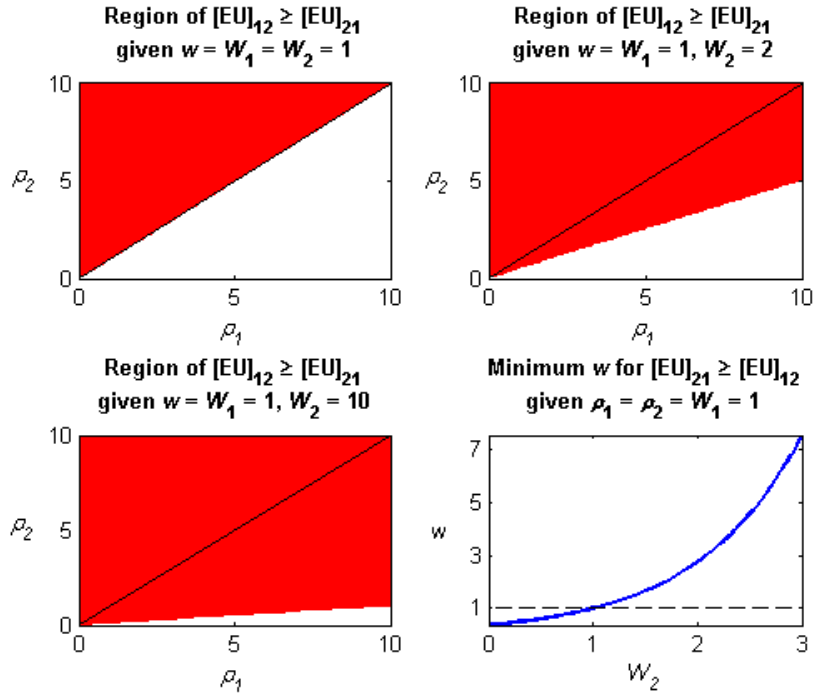 Region of [EU]₁₂ ≥ [EU]₂₁
given w = W₁ = W₂ = 1
10
ρ₂
5
0
0
5
10
ρ₁
Region of [EU]₁₂ ≥ [EU]₂₁
given w = W₁ = 1, W₂ = 2
10
ρ₂
5
0
0
5
10
ρ₁
Region of [EU]₁₂ ≥ [EU]₂₁
given w = W₁ = 1, W₂ = 10
10
ρ₂
5
0
0
5
10
ρ₁
Minimum w for [EU]₂₁ ≥ [EU]₁₂
given ρ₁ = ρ₂ = W₁ = 1
7
5
w
3
1
0
1
2
3
W₂